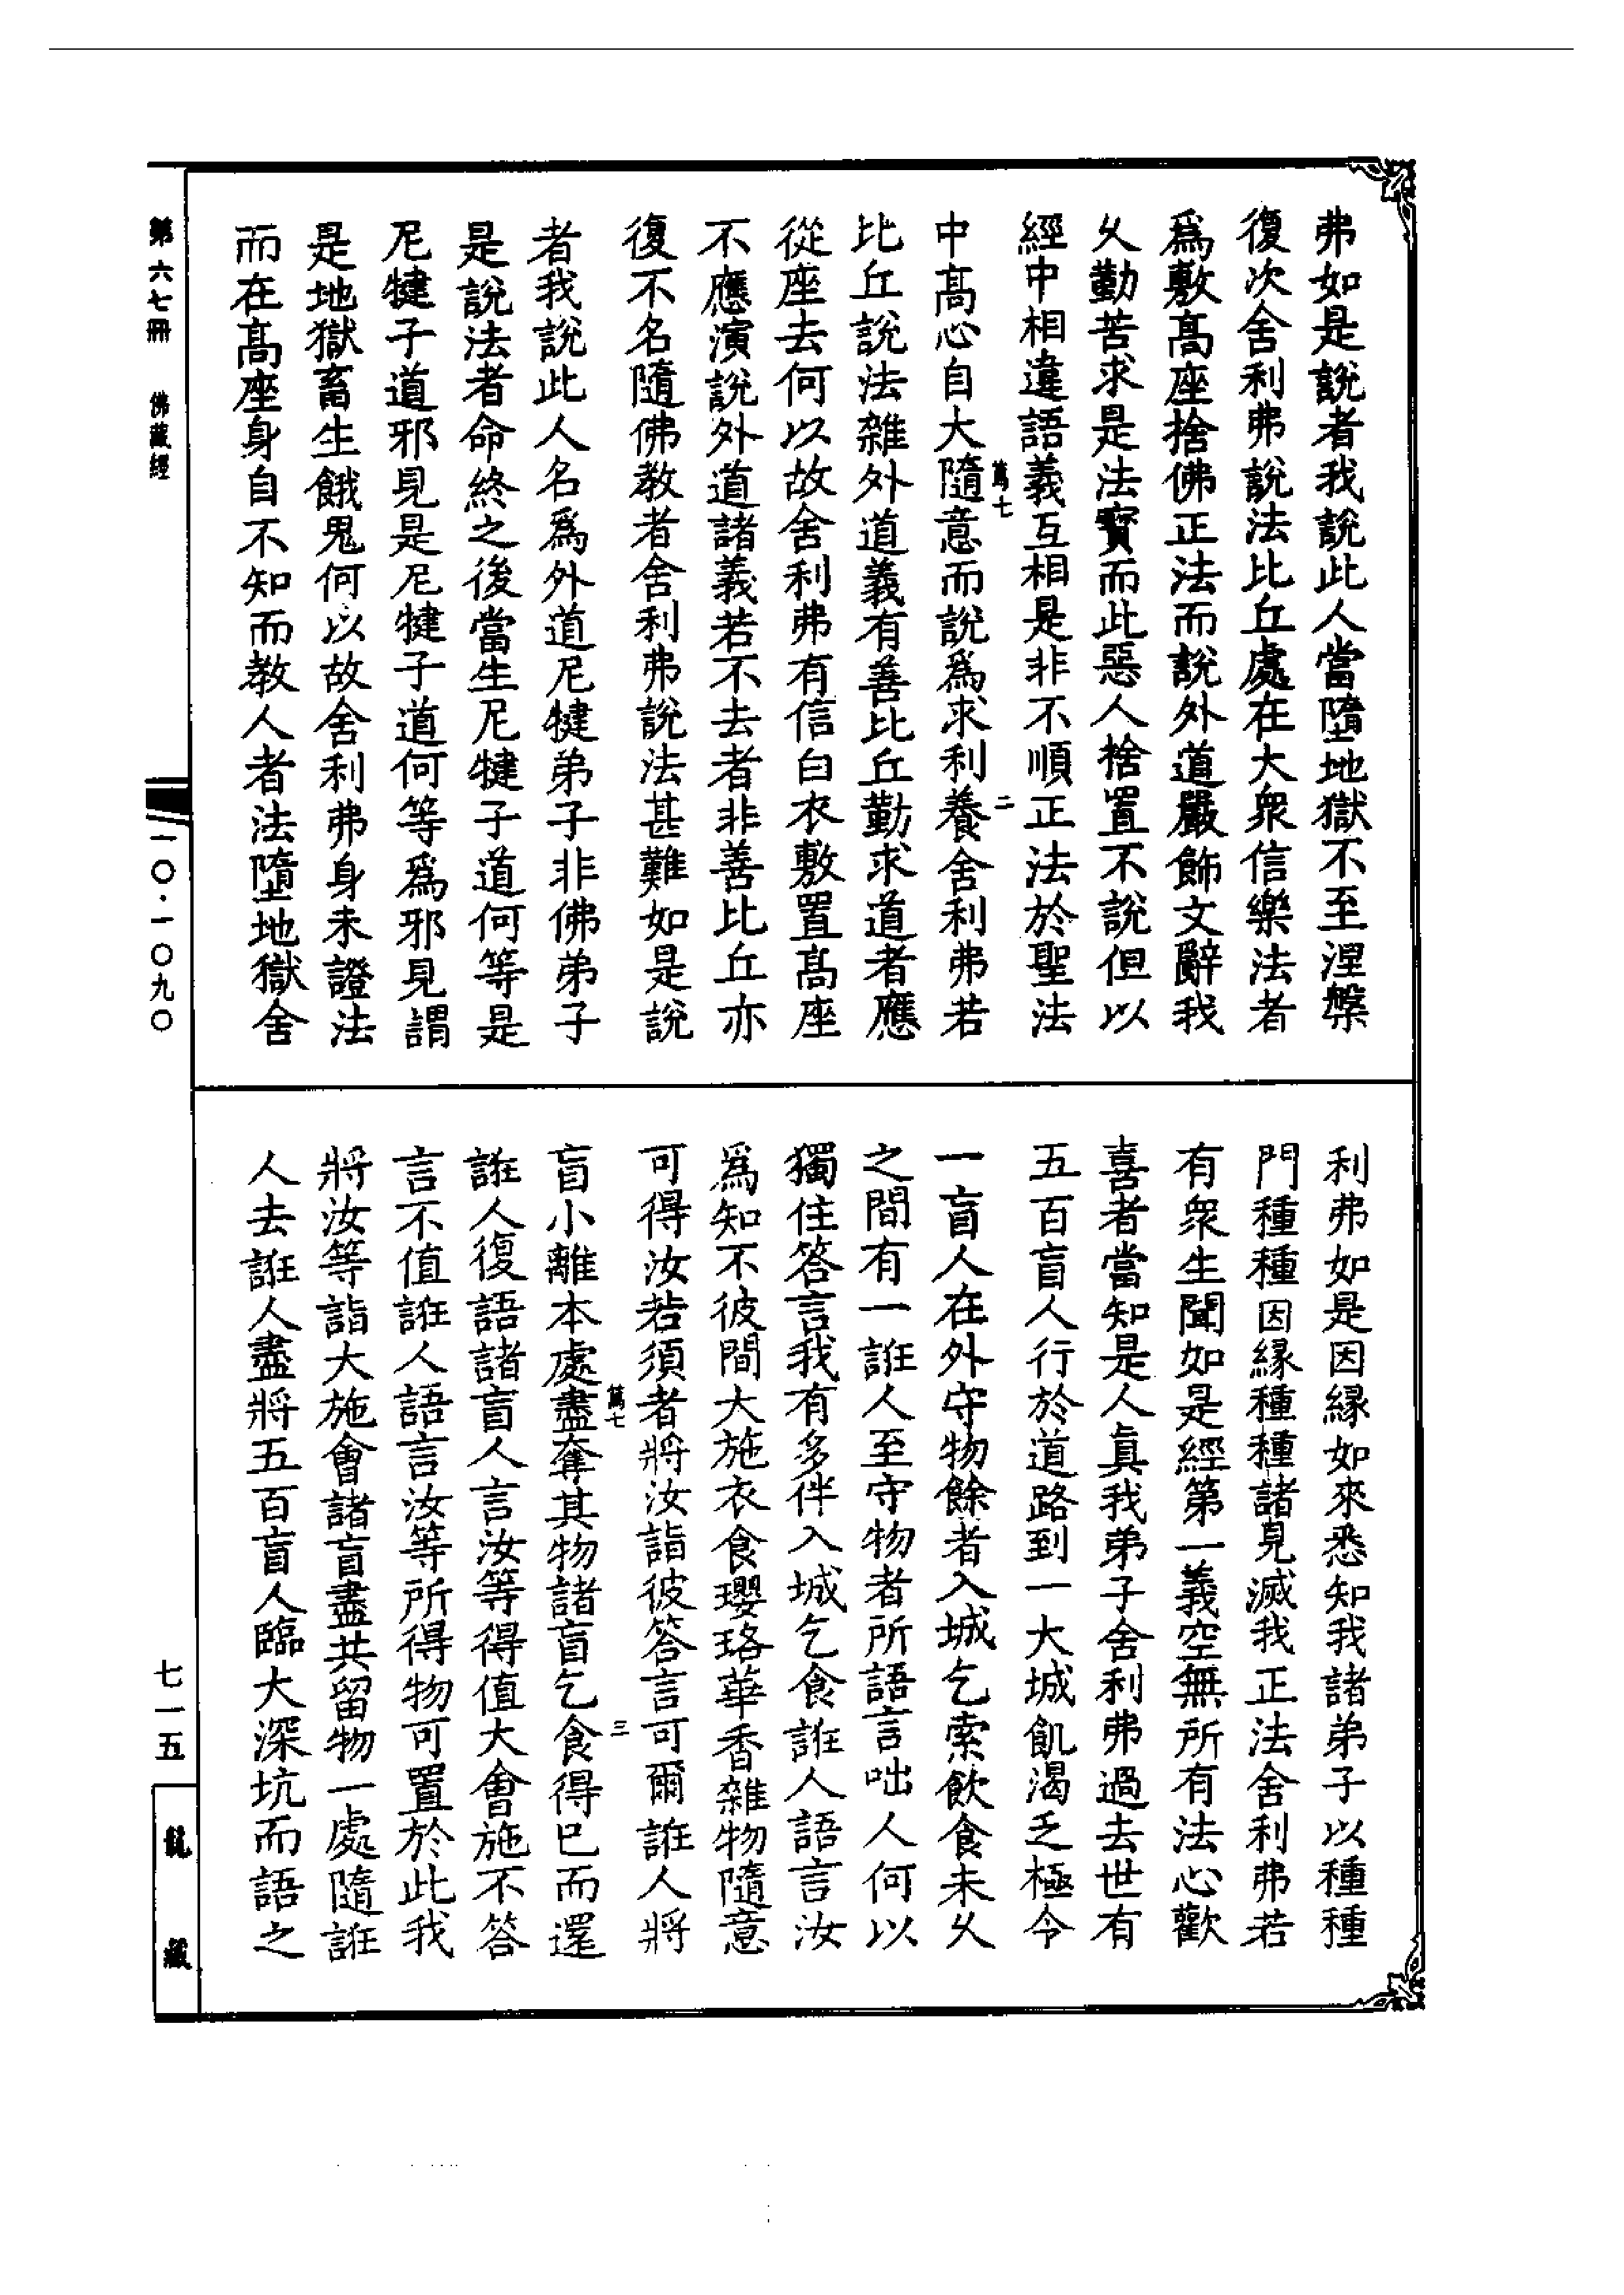 弗如是說者我說此人當墮地獄不至涅槃
復次舍利弗說法比丘處在大衆信樂法者
爲敷髙座捨佛正法而說外道嚴飾文辭我
乆勤苦求是法寳而此惡人捨置不說但以
經中相違語義互相是非不順正法於聖法
萬七
二
中髙心自大隨意而說爲求利養舍利弗若
比丘說法雜外道義有善比丘勤求道者應
從座去何以故舍利弗有信白衣敷置髙座
不應演說外道諸義若不去者非善比丘亦
復不名隨佛教者舍利弗說法甚難如是說
者我說此人名爲外道尼犍弟子非佛弟子
是說法者命終之後當生尼犍子道何等是
尼犍子道邪見是尼犍子道何等爲邪見謂
是地獄畜生餓鬼何以故舍利弗身未證法
而在髙座身自不知而教人者法墮地獄舍
利弗如是因縁如來悉知我諸弟子以種種
門種種因縁種種諸見滅我正法舍利弗若
有衆生聞如是經第一義空無所有法心歡
喜者當知是人眞我弟子舍利弗過去世有
五百盲人行於道路到一大城飢渴乏極今
一盲人在外守物餘者入城乞索飲食未乆
之間有一誑人至守物者所語言咄人何以
獨住答言我有多伴入城乞食誑人語言汝
爲知不彼間大施衣食瓔珞華香雜物隨意
可得汝若須者將汝詣彼答言可爾誑人將
萬七
三
盲小離本處盡奪其物諸盲乞食得已而還
誑人復語諸盲人言汝等得值大會施不答
言不值誑人語言汝等所得物可置於此我
將汝等詣大施會諸盲盡共留物一處隨誑
人去誑人盡將五百盲人臨大深坑而語之
第六七冊　佛藏經
一〇·一〇九〇
七一五
龍藏